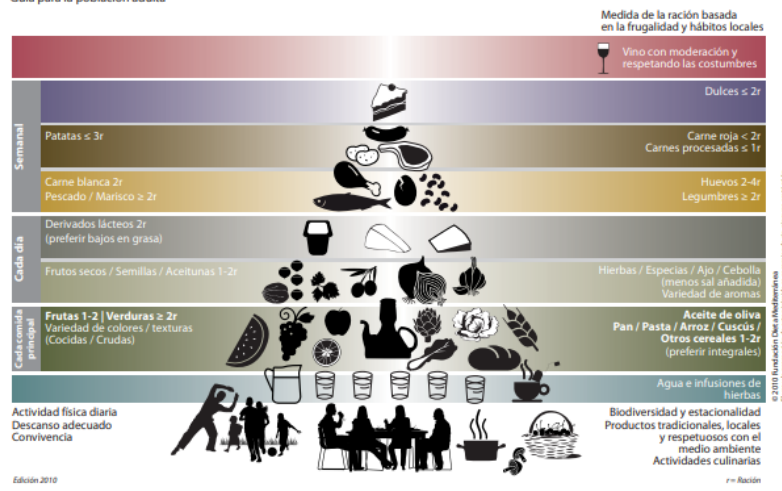 Guía para la población adulta
Medida de la ración basada
en la frugalidad y hábitos locales
Vino con moderación y
respetando las costumbres
Semanal
Dulces ≤ 2r
Patatas ≤ 3r
Carne roja < 2r
Carnes procesadas ≤ 1r
Carne blanca 2r
Pescado / Marisco ≥ 2r
Huevos 2-4r
Legumbres ≥ 2r
Cada día
Derivados lácteos 2r
(preferir bajos en grasa)
Frutos secos / Semillas / Aceitunas 1-2r
Hierbas / Especias / Ajo / Cebolla
(menos sal añadida)
Variedad de aromas
Cada comida
principal
Frutas 1-2 | Verduras ≥ 2r
Variedad de colores / texturas
(Cocidas / Crudas)
Aceite de oliva
Pan / Pasta / Arroz / Cuscús /
Otros cereales 1-2r
(preferir integrales)
Agua e infusiones de
hierbas
Actividad física diaria
Descanso adecuado
Convivencia
Biodiversidad y estacionalidad
Productos tradicionales, locales
y respetuosos con el
medio ambiente
Actividades culinarias
Edición 2010
r = Ración
© 2010 Fundación Dieta Mediterránea